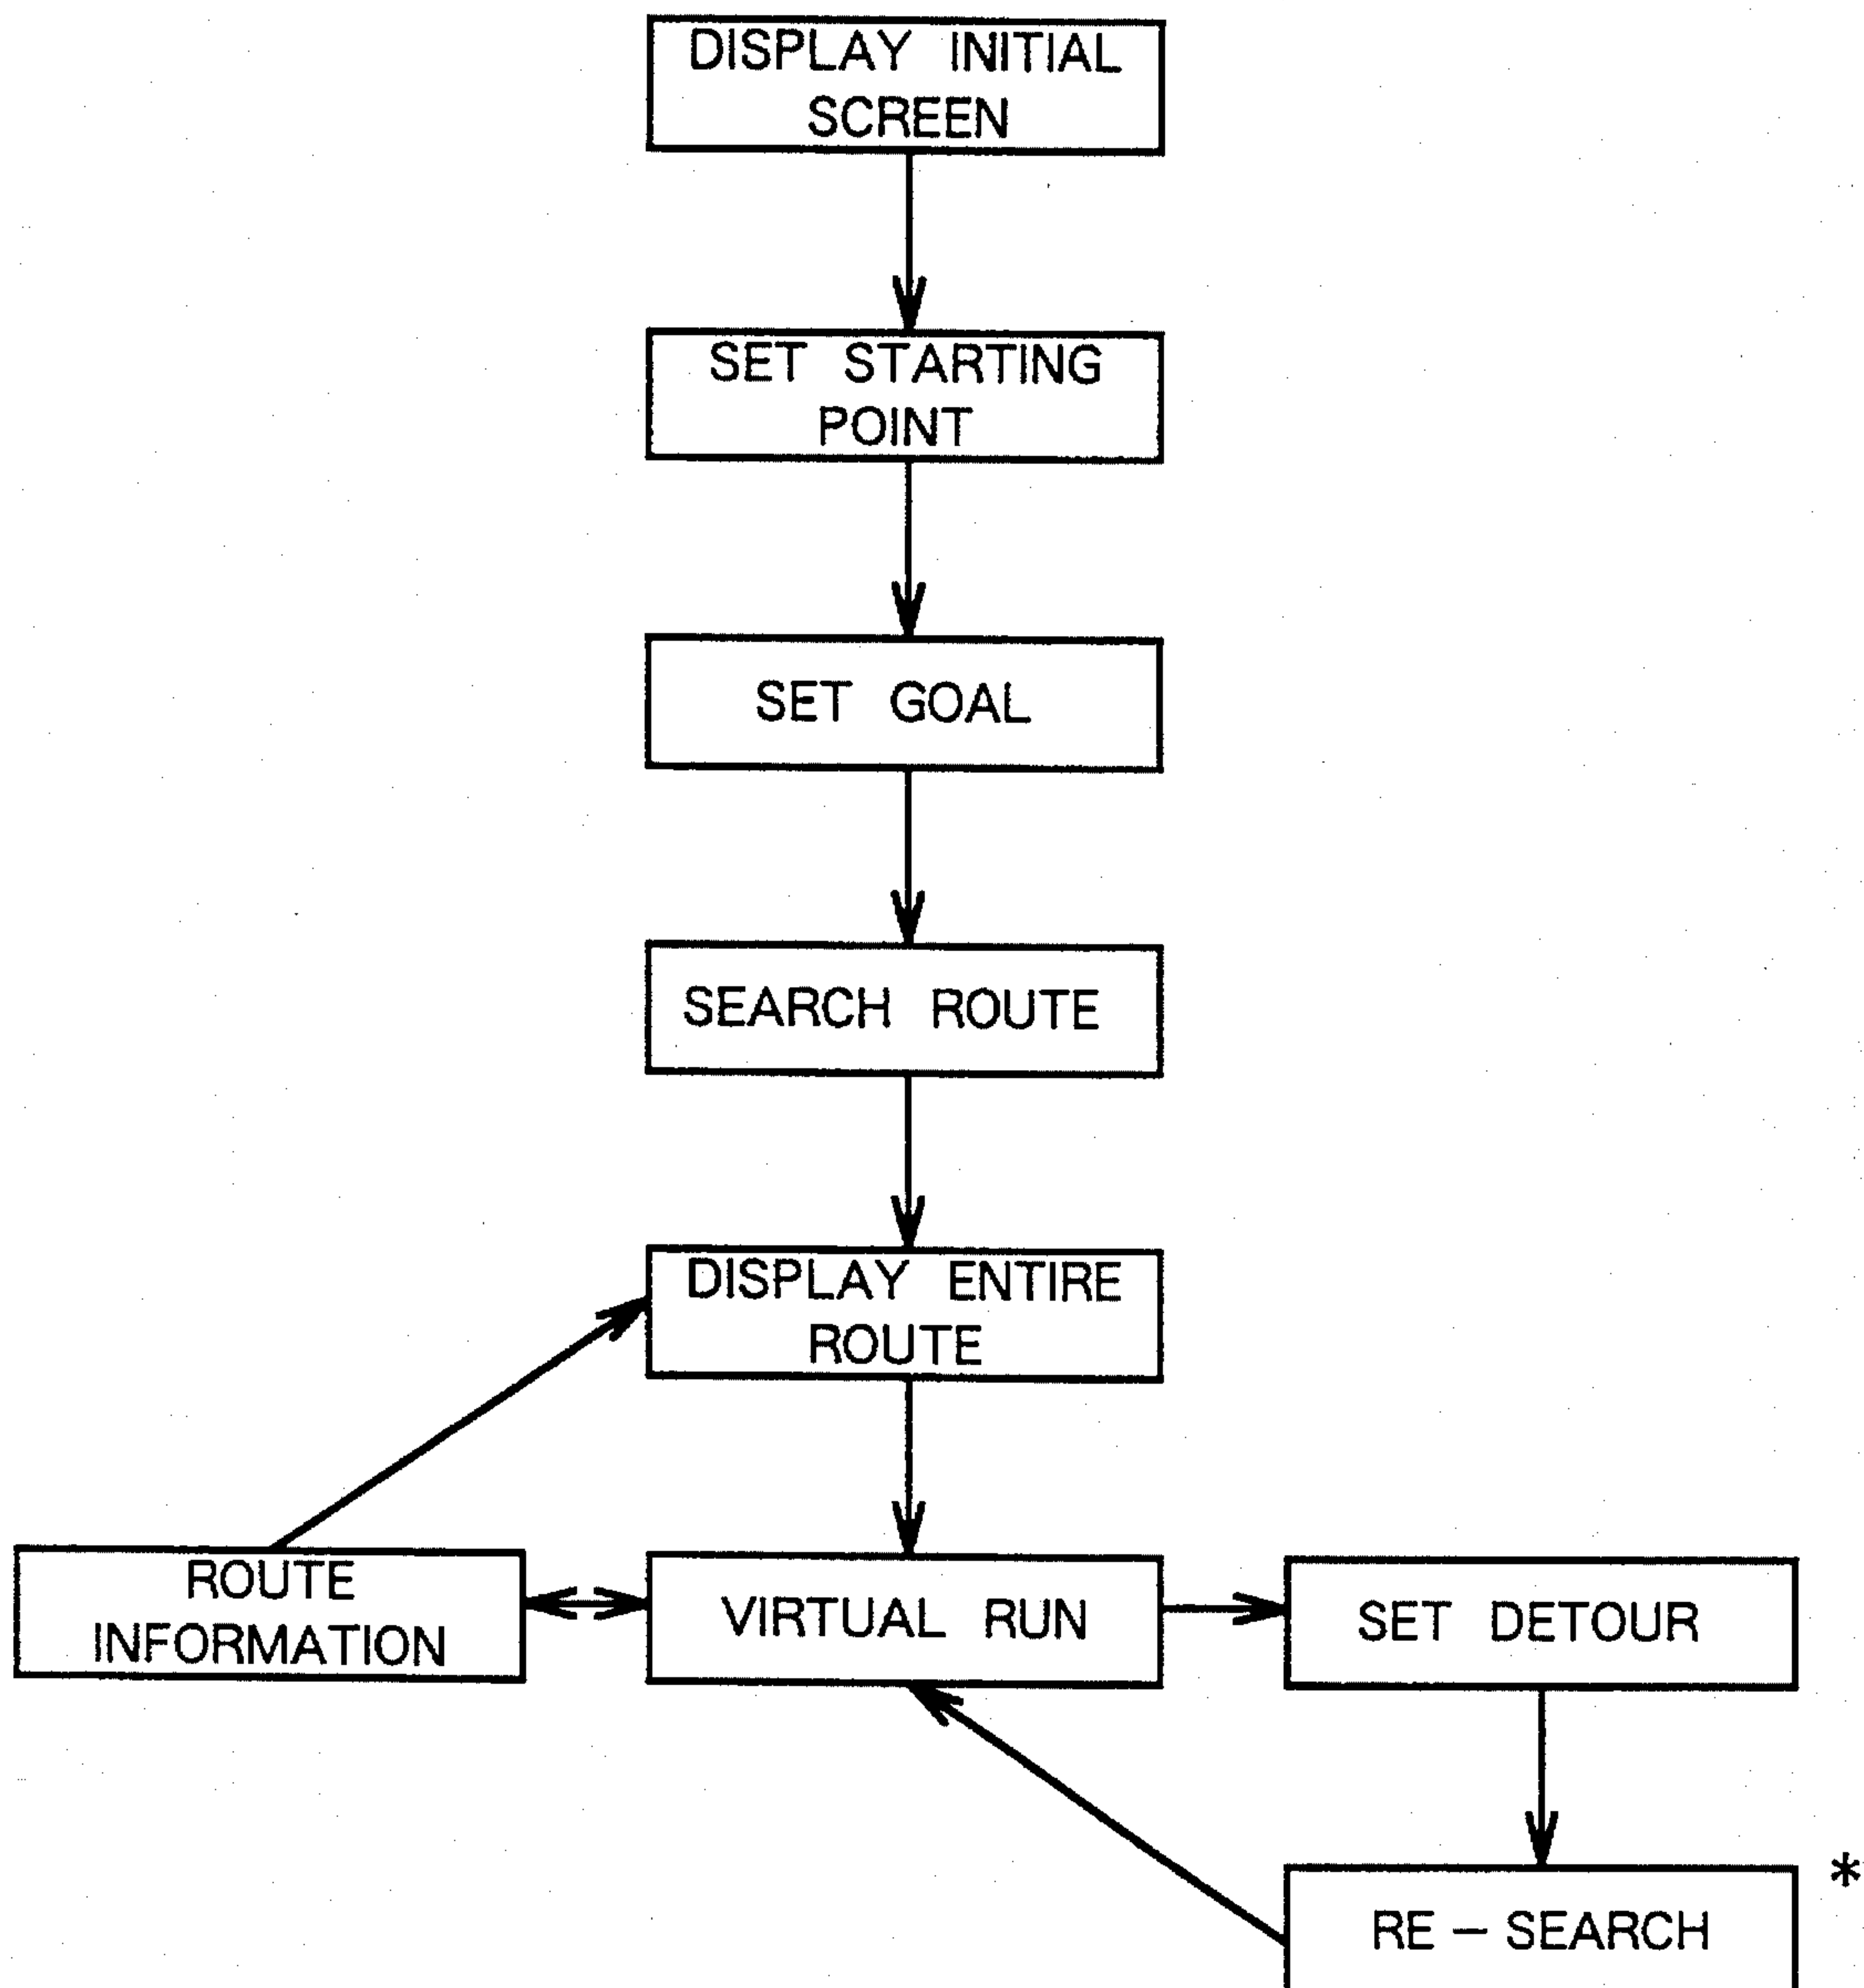 DISPLAY INITIAL
SCREEN
SET STARTING
POINT
SET GOAL
SEARCH ROUTE
DISPLAY ENTIRE
ROUTE
ROUTE
INFORMATION
VIRTUAL RUN
SET DETOUR
*
RE – SEARCH